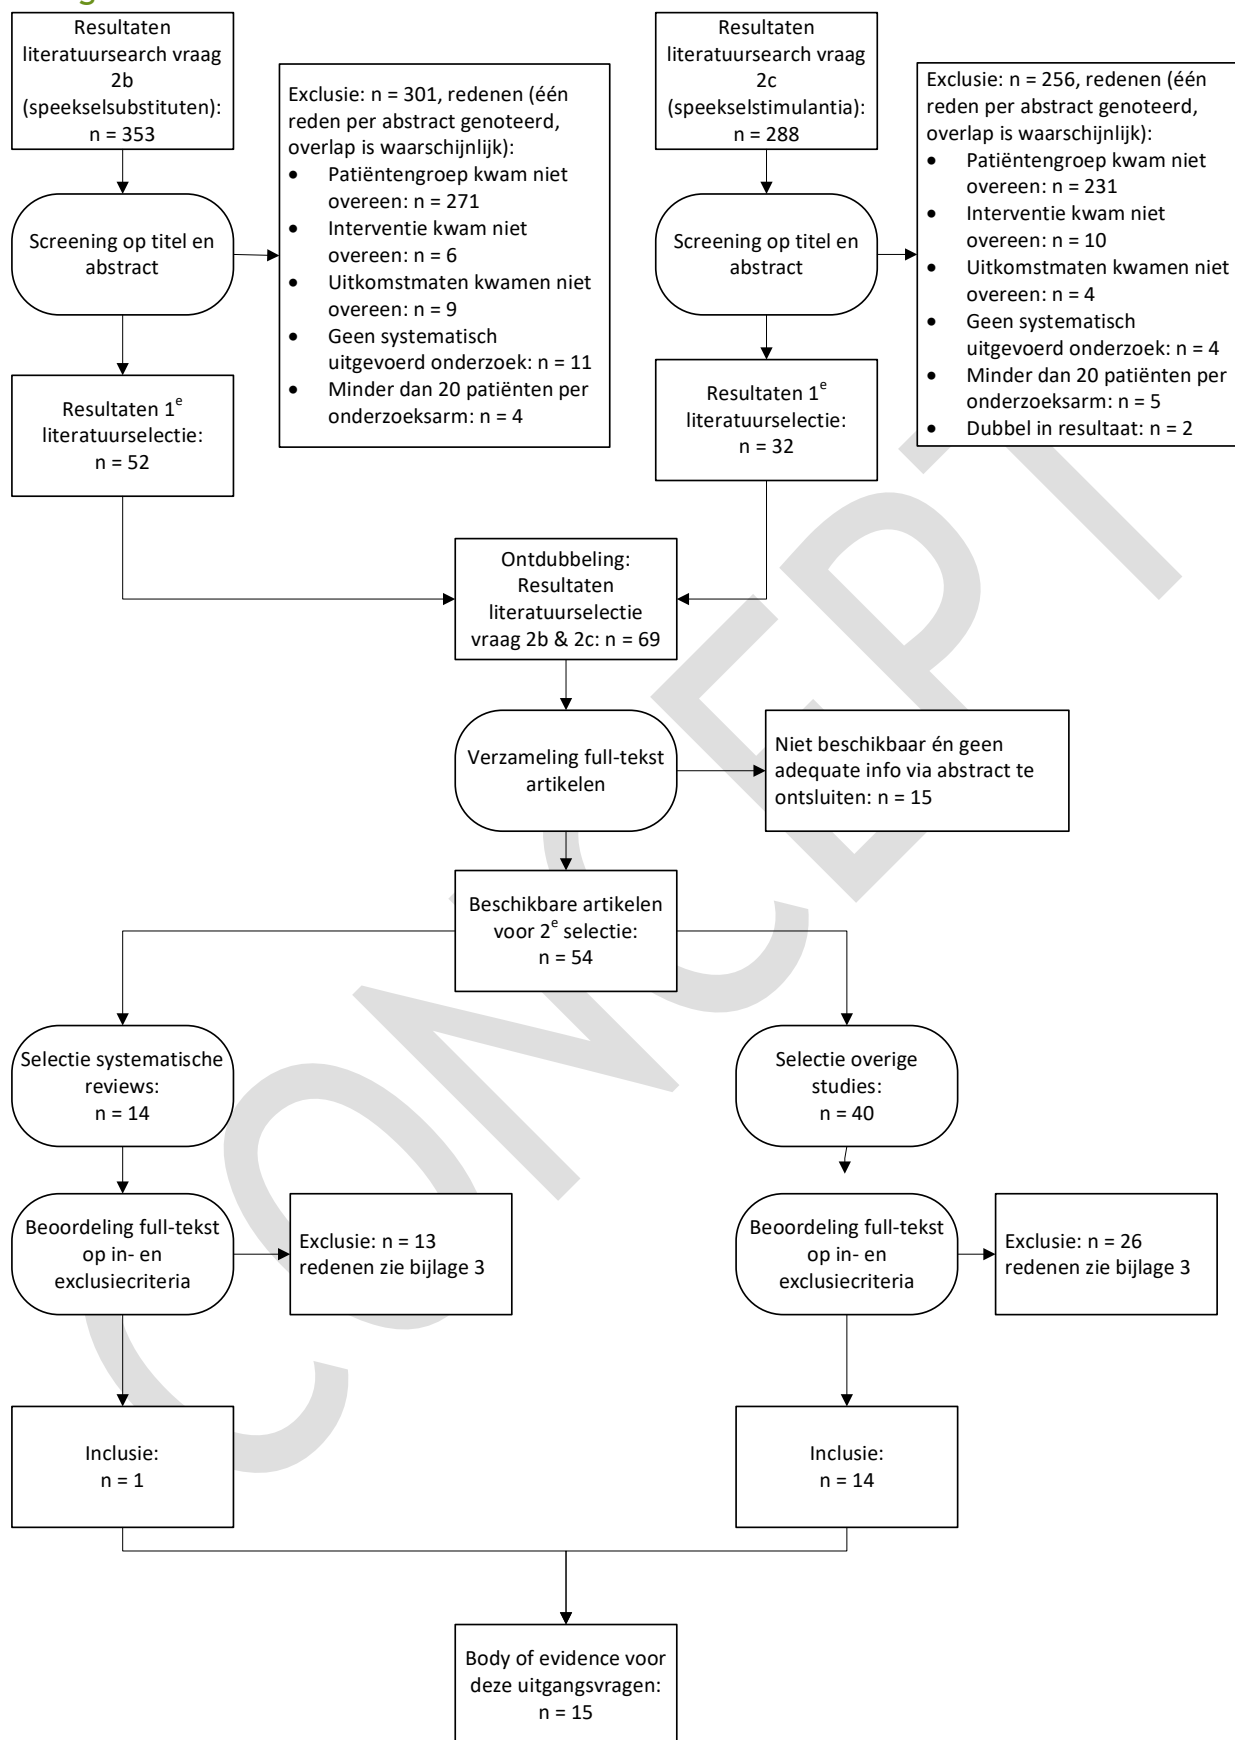 Resultaten
literatuursearch vraag
2b
(speekselsubstituten):
n = 353
Exclusie: n = 301, redenen (één
reden per abstract genoteerd,
overlap is waarschijnlijk):
• Patiëntengroep kwam niet
overeen: n = 271
• Interventie kwam niet
overeen: n = 6
• Uitkomstmaten kwamen niet
overeen: n = 9
• Geen systematisch
uitgevoerd onderzoek: n = 11
• Minder dan 20 patiënten per
onderzoeksarm: n = 4
Screening op titel en
abstract
Resultaten 1e
literatuurselectie:
n = 52
Resultaten
literatuursearch vraag
2c
(speekselstimulantia):
n = 288
Exclusie: n = 256, redenen (één
reden per abstract genoteerd,
overlap is waarschijnlijk):
• Patiëntengroep kwam niet
overeen: n = 231
• Interventie kwam niet
overeen: n = 10
• Uitkomstmaten kwamen niet
overeen: n = 4
• Geen systematisch
uitgevoerd onderzoek: n = 4
• Minder dan 20 patiënten per
onderzoeksarm: n = 5
• Dubbel in resultaat: n = 2
Screening op titel en
abstract
Resultaten 1e
literatuurselectie:
n = 32
Ontdubbeling:
Resultaten
literatuurselectie
vraag 2b & 2c: n = 69
Verzameling full-tekst
artikelen
Niet beschikbaar én geen
adequate info via abstract te
ontsluiten: n = 15
Beschikbare artikelen
voor 2e selectie:
n = 54
Selectie systematische
reviews:
n = 14
Selectie overige
studies:
n = 40
Beoordeling full-tekst
op in- en
exclusiecriteria
Exclusie: n = 13
redenen zie bijlage 3
Beoordeling full-tekst
op in- en
exclusiecriteria
Exclusie: n = 26
redenen zie bijlage 3
Inclusie:
n = 1
Inclusie:
n = 14
Body of evidence voor
deze uitgangsvragen:
n = 15
CONCEPT